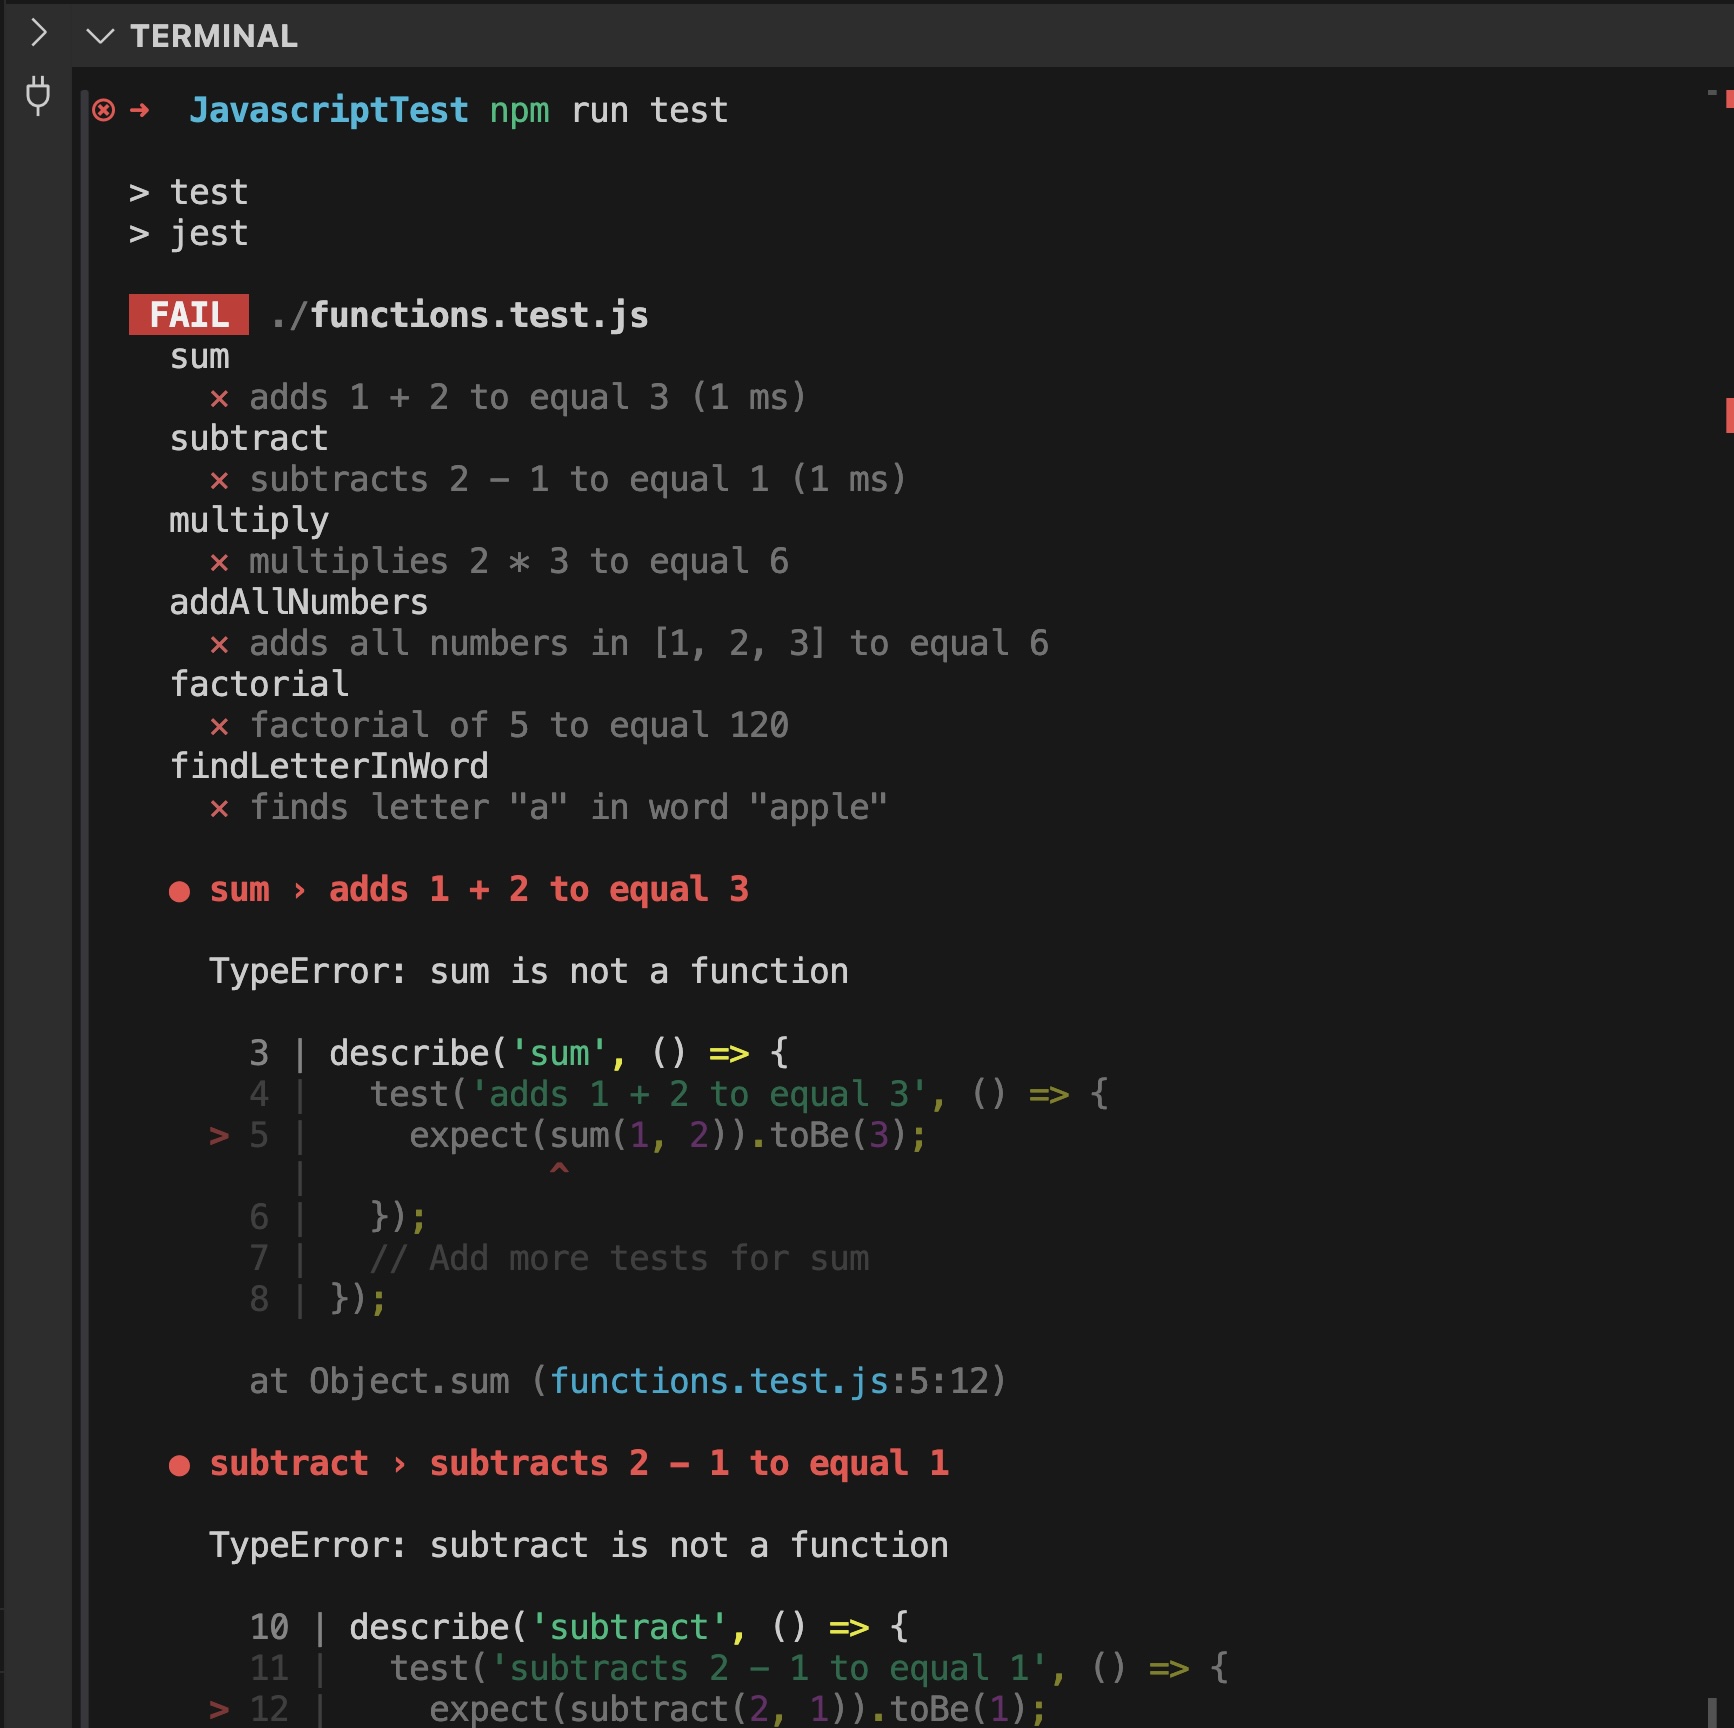 TERMINAL
➜ JavascriptTest npm run test
> test
> jest
FAIL ./functions.test.js
sum
✕ adds 1 + 2 to equal 3 (1 ms)
subtract
✕ subtracts 2 - 1 to equal 1 (1 ms)
multiply
✕ multiplies 2 * 3 to equal 6
addAllNumbers
✕ adds all numbers in [1, 2, 3] to equal 6
factorial
✕ factorial of 5 to equal 120
findLetterInWord
✕ finds letter "a" in word "apple"
● sum › adds 1 + 2 to equal 3
TypeError: sum is not a function
3 | describe('sum', () => {
4 |   test('adds 1 + 2 to equal 3', () => {
> 5 |     expect(sum(1, 2)).toBe(3);
|            ^
6 |   });
7 |   // Add more tests for sum
8 | });
at Object.sum (functions.test.js:5:12)
● subtract › subtracts 2 - 1 to equal 1
TypeError: subtract is not a function
10 | describe('subtract', () => {
11 |   test('subtracts 2 - 1 to equal 1', () => {
> 12 |     expect(subtract(2, 1)).toBe(1);